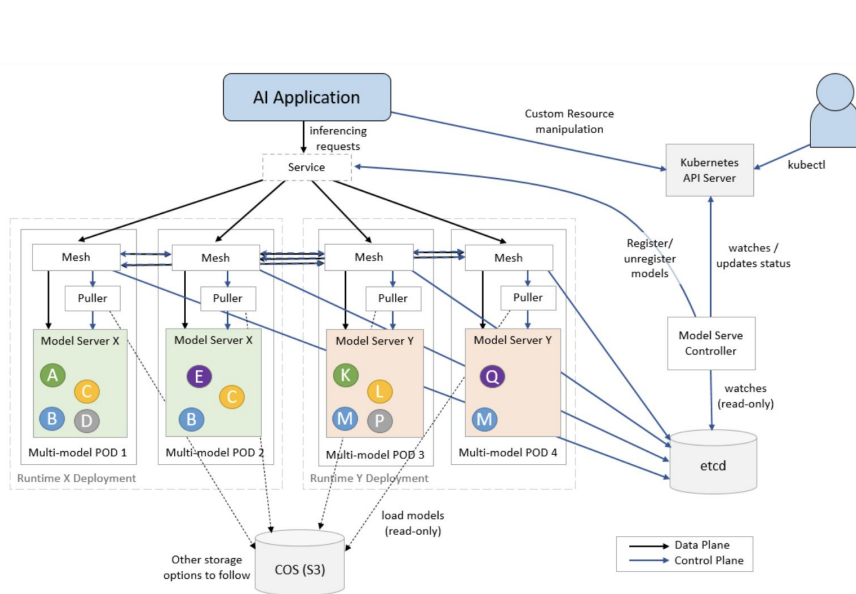 AI Application
inferencing
requests
Custom Resource
manipulation
Kubernetes
API Server
kubectl
Service
Register/
unregister
models
watches /
updates status
Mesh
Mesh
Mesh
Mesh
Puller
Puller
Puller
Puller
Model Server X
Model Server X
Model Server Y
Model Server Y
Model Serve
Controller
A
C
B
D
E
C
B
K
L
M
P
Q
M
watches
(read-only)
Multi-model POD 1
Multi-model POD 2
Multi-model POD 3
Multi-model POD 4
Runtime X Deployment
Runtime Y Deployment
etcd
load models
(read-only)
Other storage
options to follow
COS (S3)
Data Plane
Control Plane